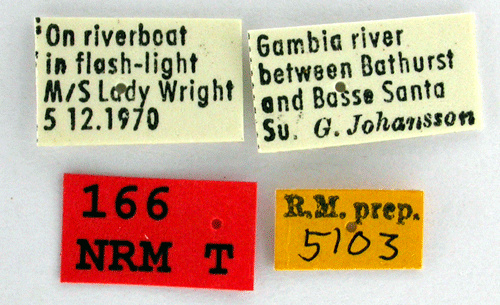 On riverboat
in flash-light
M/S Lady Wright
5 12.1970
Gambia river
between Bathurst
and Basse Santa
Su. G. Johansson
166
NRM T
R.M. prep.
5103